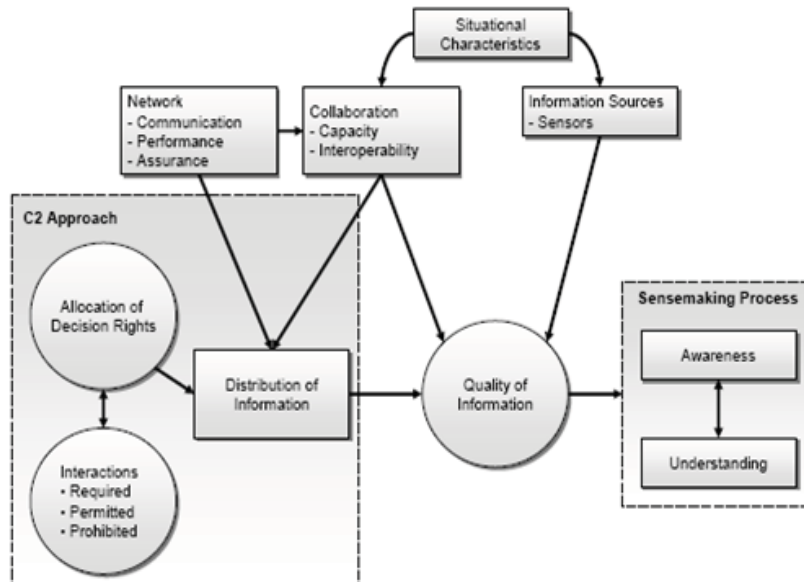 Situational
Characteristics
Network
- Communication
- Performance
- Assurance
Collaboration
- Capacity
- Interoperability
Information Sources
- Sensors
C2 Approach
Allocation of
Decision Rights
Distribution of
Information
Interactions
• Required
• Permitted
• Prohibited
Quality of
Information
Sensemaking Process
Awareness
Understanding